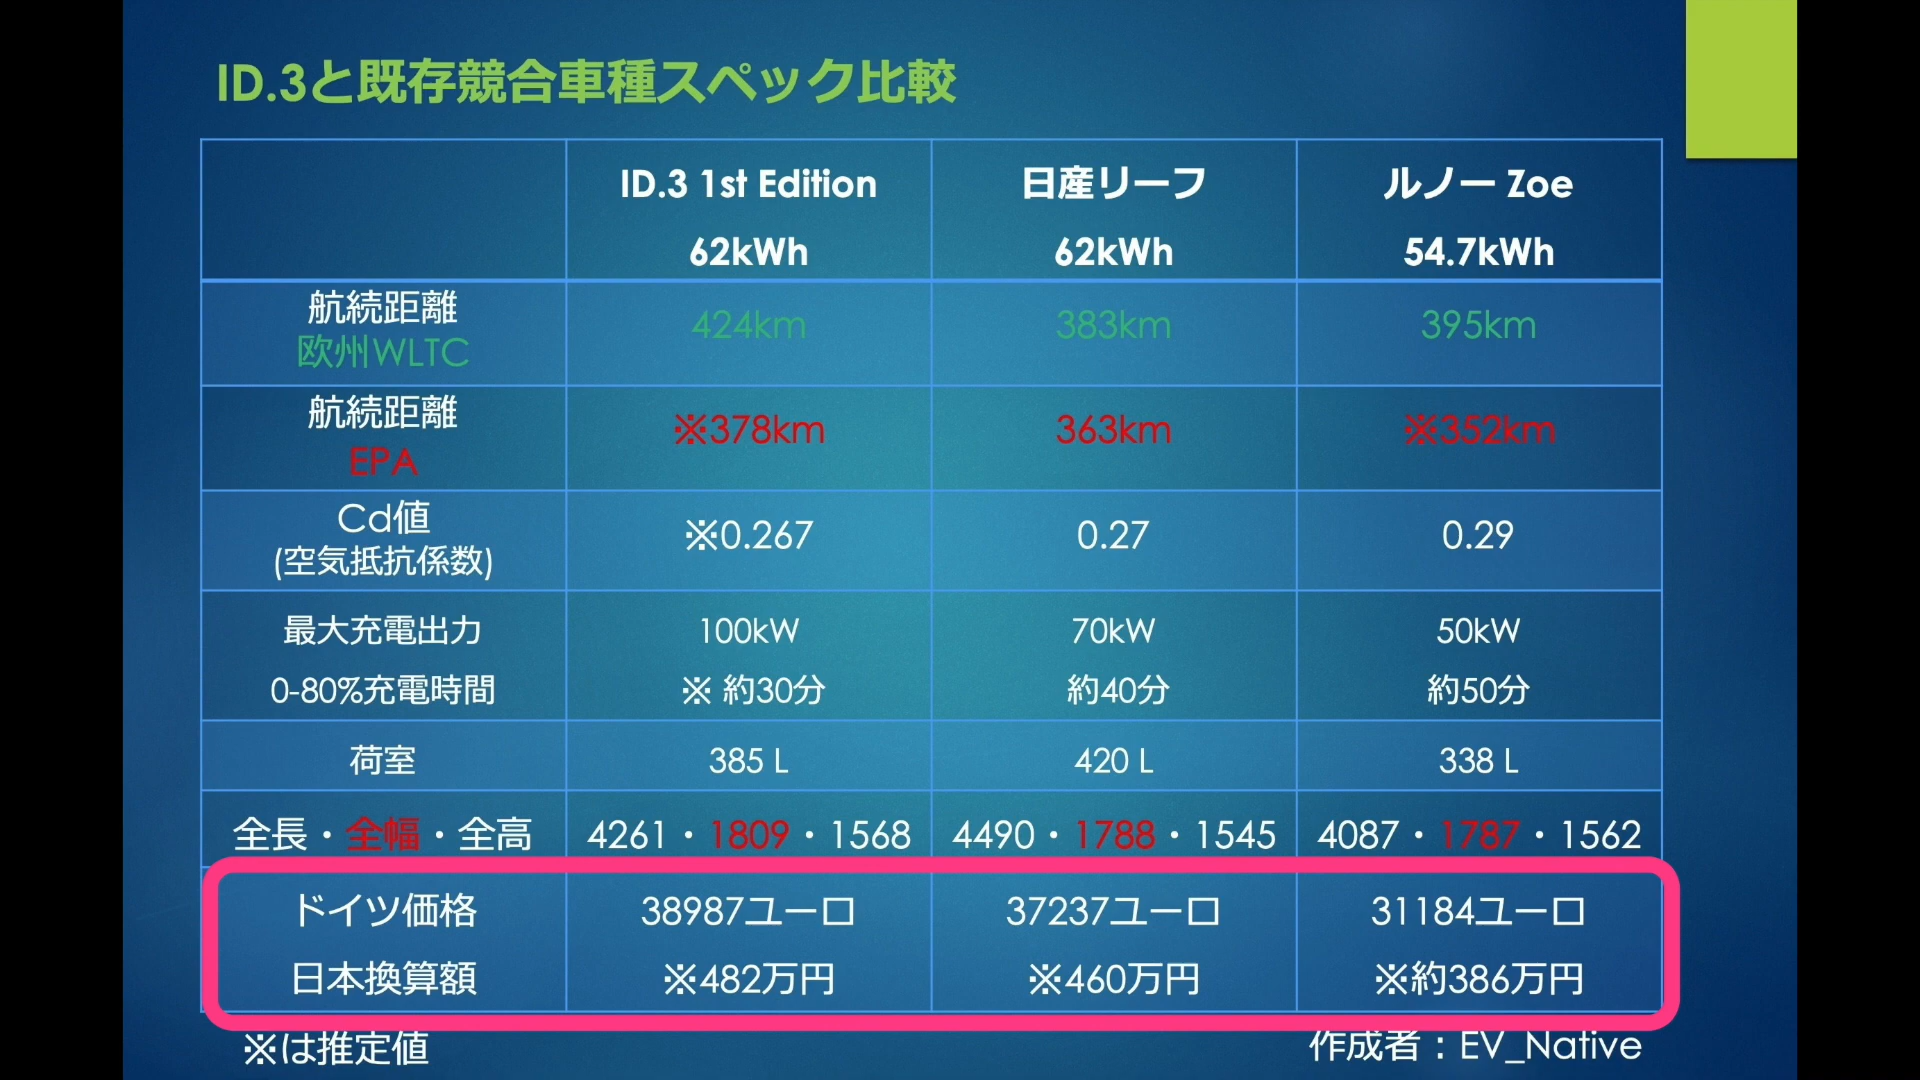 ID.3と既存競合車種スペック比較
ID.3 1st Edition 日産リーフ ルノー Zoe
62kWh 62kWh 54.7kWh
航続距離
欧州WLTC 424km 383km 395km
航続距離
EPA ※378km 363km ※352km
Cd値
(空気抵抗係数) ※0.267 0.27 0.29
最大充電出力 100kW 70kW 50kW
0-80%充電時間 ※ 約30分 約40分 約50分
荷室 385 L 420 L 338 L
全長・全幅・全高 4261・1809・1568 4490・1788・1545 4087・1787・1562
ドイツ価格 38987ユーロ 37237ユーロ 31184ユーロ
日本換算額 ※482万円 ※460万円 ※約386万円
※は推定値 作成者：EV_Native